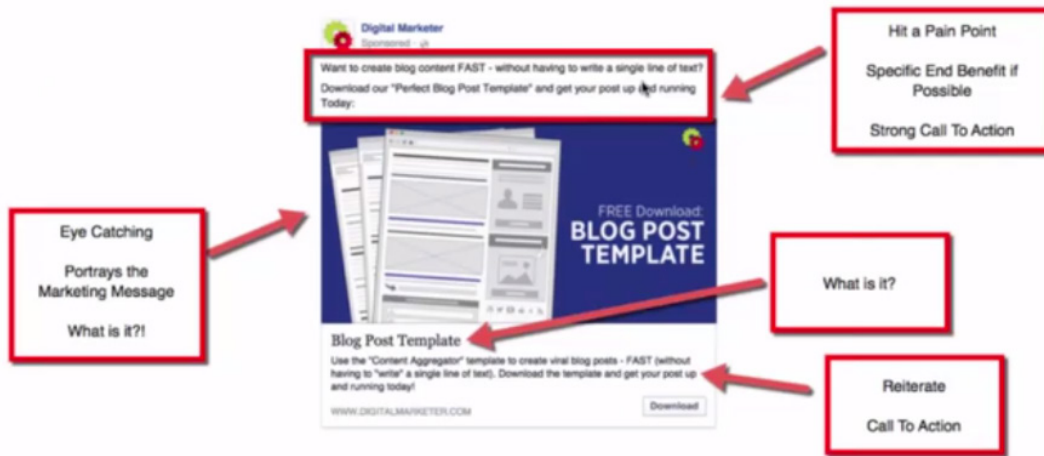 Digital Marketer
Sponsored ·
Want to create blog content FAST - without having to write a single line of text?
Download our "Perfect Blog Post Template" and get your post up and running
Today:
Hit a Pain Point
Specific End Benefit if
Possible
Strong Call To Action
FREE Download:
BLOG POST
TEMPLATE
Eye Catching
Portrays the
Marketing Message
What is it?!
What is it?
Blog Post Template
Use the "Content Aggregator" template to create viral blog posts - FAST (without
having to "write" a single line of text). Download the template and get your post up
and running today!
WWW.DIGITALMARKETER.COM
Download
Reiterate
Call To Action